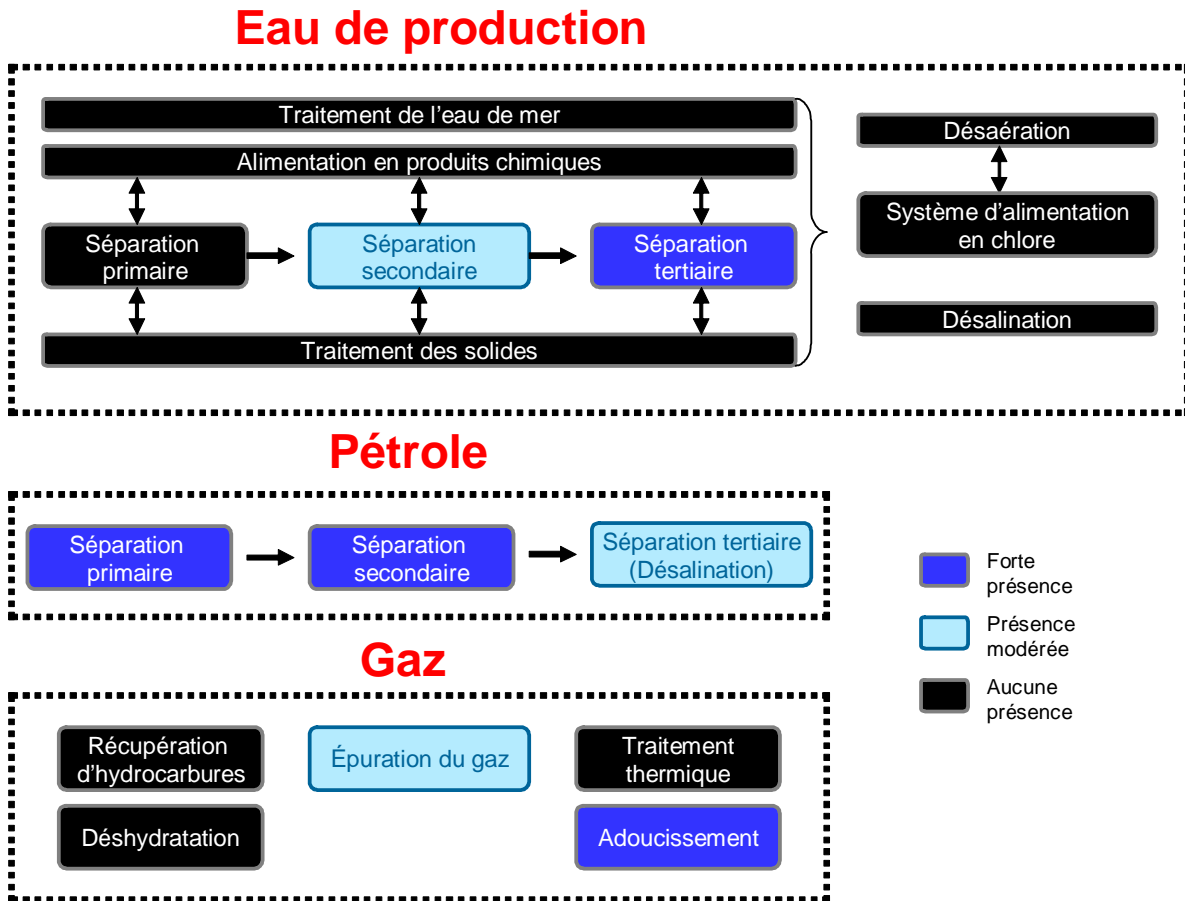 Eau de production
Traitement de l'eau de mer
Alimentation en produits chimiques
Séparation
primaire
Séparation
secondaire
Séparation
tertiaire
Traitement des solides
Désaération
Système d'alimentation
en chlore
Désalination
Pétrole
Séparation
primaire
Séparation
secondaire
Séparation tertiaire
(Désalination)
Forte
présence
Présence
modérée
Aucune
présence
Gaz
Récupération
d'hydrocarbures
Épuration du gaz
Traitement
thermique
Déshydratation
Adoucissement